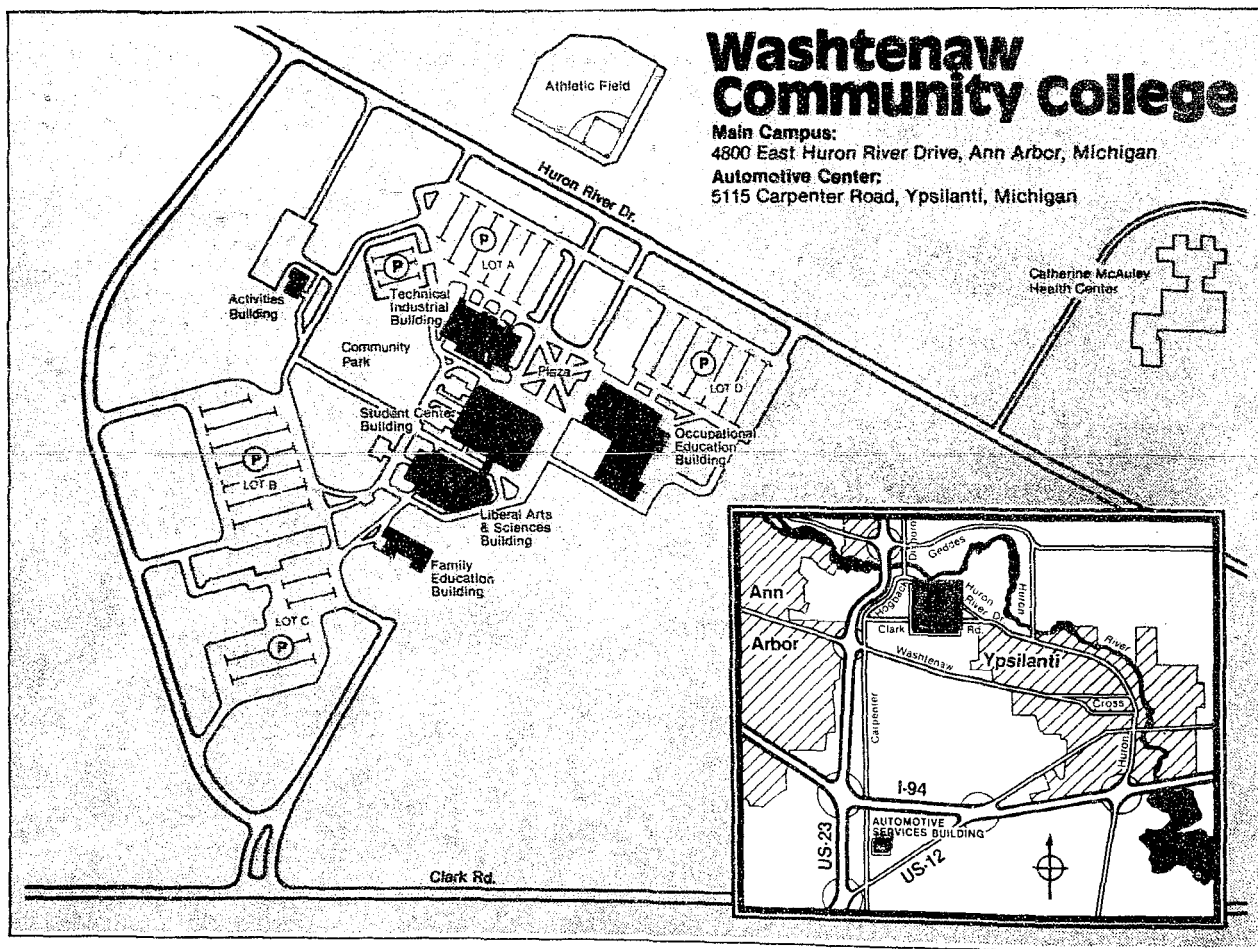 Washtenaw
Community College
Main Campus:
4800 East Huron River Drive, Ann Arbor, Michigan
Automotive Center:
5115 Carpenter Road, Ypsilanti, Michigan
Athletic Field
Huron River Dr.
Catherine McAuley
Health Center
P
LOT A
P
Activities
Building
Technical
Industrial
Building
Community
Park
Plaza
P
LOT D
Student Center
Building
Occupational
Education
Building
P
LOT B
Liberal Arts
& Sciences
Building
Family
Education
Building
LOT C
P
Clark Rd.
Dixboro
Geddes
Ann
Arbor
Hogback
Huron
River Dr.
Huron
River
Clark
Rd.
Washtenaw
Ypsilanti
Cross
Carpenter
Huron
I-94
AUTOMOTIVE
SERVICES BUILDING
US-23
US-12